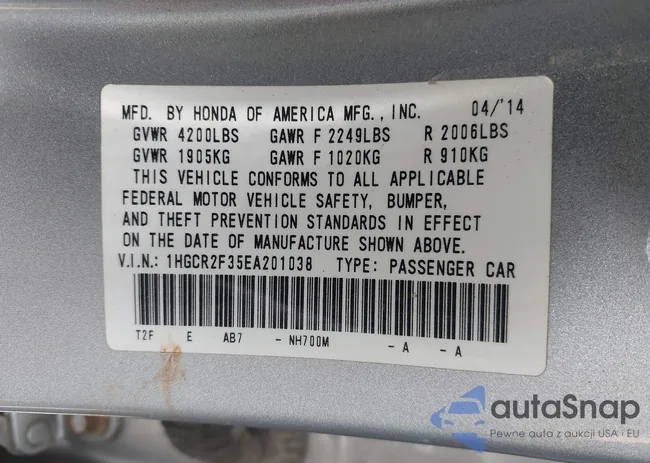 MFD. BY HONDA OF AMERICA MFG., INC. 04/'14
GVWR 4200LBS GAWR F 2249LBS R 2006LBS
GVWR 1905KG GAWR F 1020KG R 910KG
THIS VEHICLE CONFORMS TO ALL APPLICABLE
FEDERAL MOTOR VEHICLE SAFETY, BUMPER,
AND THEFT PREVENTION STANDARDS IN EFFECT
ON THE DATE OF MANUFACTURE SHOWN ABOVE.
V.I.N.: 1HGCR2F35EA201038 TYPE: PASSENGER CAR
T2F E AB7 - NH700M - A - A
autaSnap
Pewne auta z aukcji USA · EU